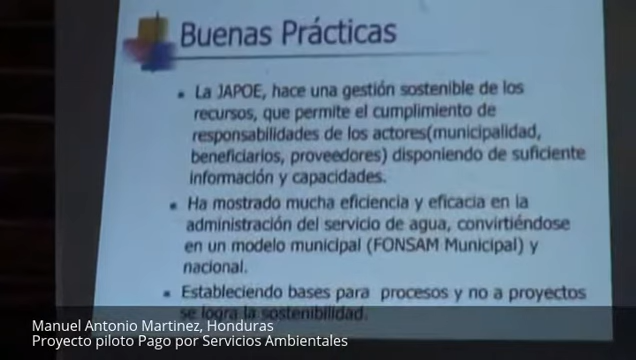 Buenas Prácticas
La JAPOE, hace una gestión sostenible de los
recursos, que permite el cumplimiento de
responsabilidades de los actores(municipalidad,
beneficiarios, proveedores) disponiendo de suficiente
información y capacidades.
Ha mostrado mucha eficiencia y eficacia en la
administración del servicio de agua, convirtiéndose
en un modelo municipal (FONSAM Municipal) y
nacional.
Estableciendo bases para procesos y no a proyectos
se logra la sostenibilidad.
Manuel Antonio Martinez, Honduras
Proyecto piloto Pago por Servicios Ambientales